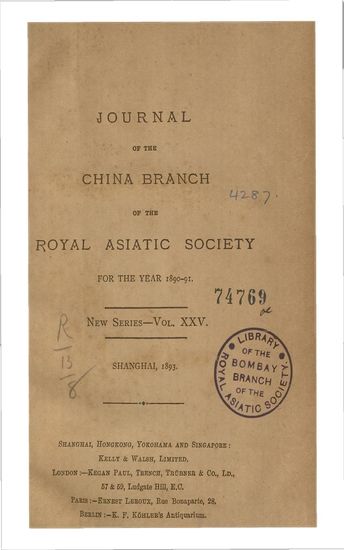 JOURNAL
OF THE
CHINA BRANCH
4287.
OF THE
ROYAL ASIATIC SOCIETY
FOR THE YEAR 1890-91.
74769
NEW SERIES—VOL. XXV.
R
13
8
SHANGHAI, 1893.
LIBRARY
OF THE
BOMBAY
BRANCH
OF THE
ROYAL ASIATIC SOCIETY.
SHANGHAI, HONGKONG, YOKOHAMA AND SINGAPORE:
KELLY & WALSH, LIMITED.
LONDON:—KEGAN PAUL, TRENCH, TRÜBNER & CO., LD.,
57 & 59, Ludgate Hill, E.C.
PARIS:—ERNEST LEROUX, Rue Bonaparte, 28.
BERLIN:—K. F. KÖHLER'S Antiquarium.